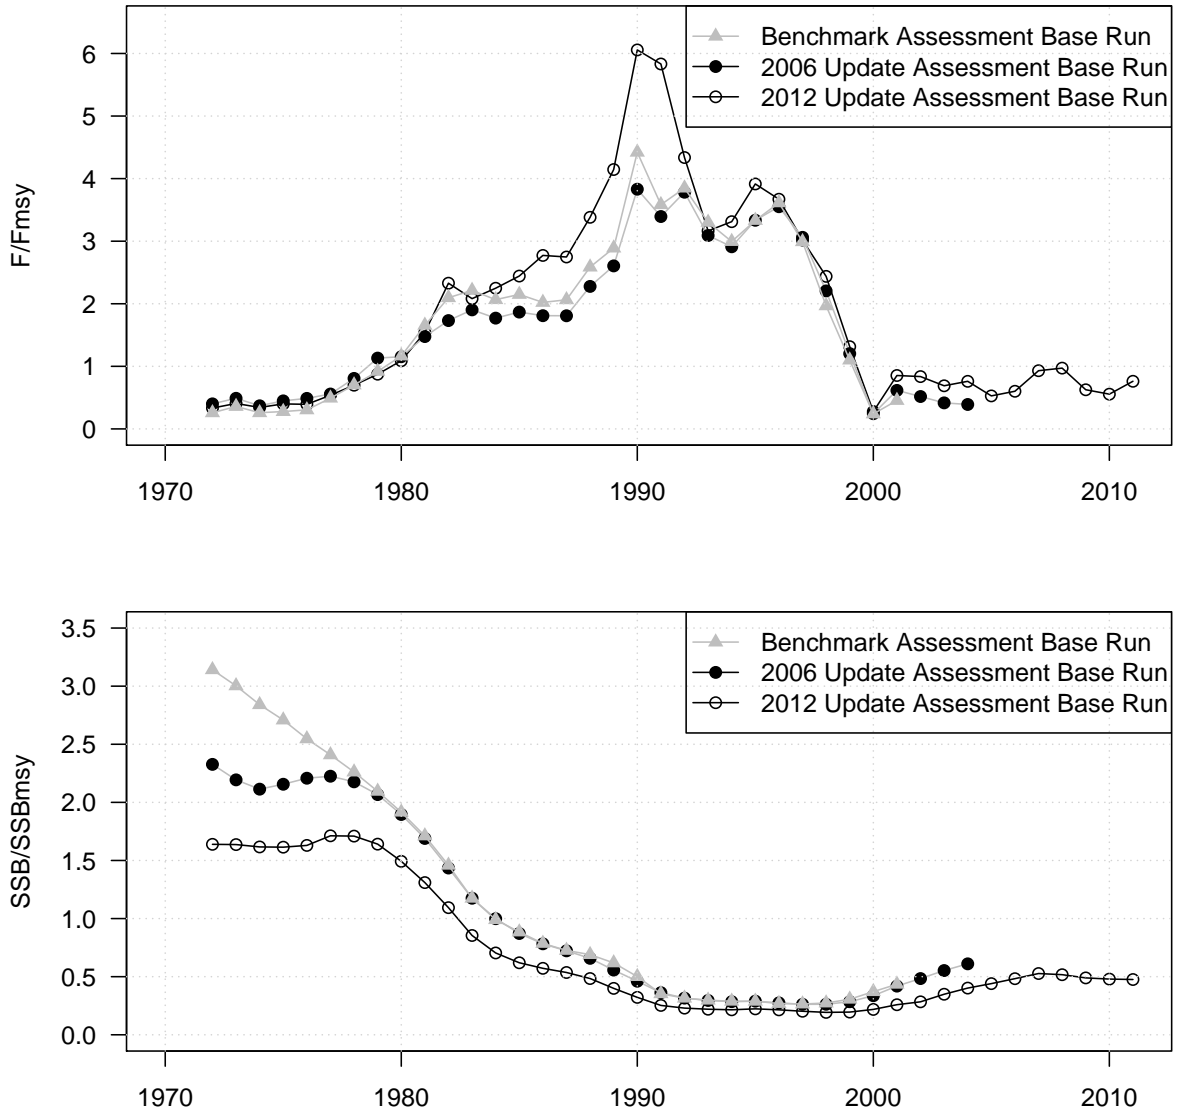 F/Fmsy
6
5
4
3
2
1
0
1970 1980 1990 2000 2010
Benchmark Assessment Base Run
2006 Update Assessment Base Run
2012 Update Assessment Base Run
SSB/SSBmsy
3.5
3.0
2.5
2.0
1.5
1.0
0.5
0.0
1970 1980 1990 2000 2010
Benchmark Assessment Base Run
2006 Update Assessment Base Run
2012 Update Assessment Base Run